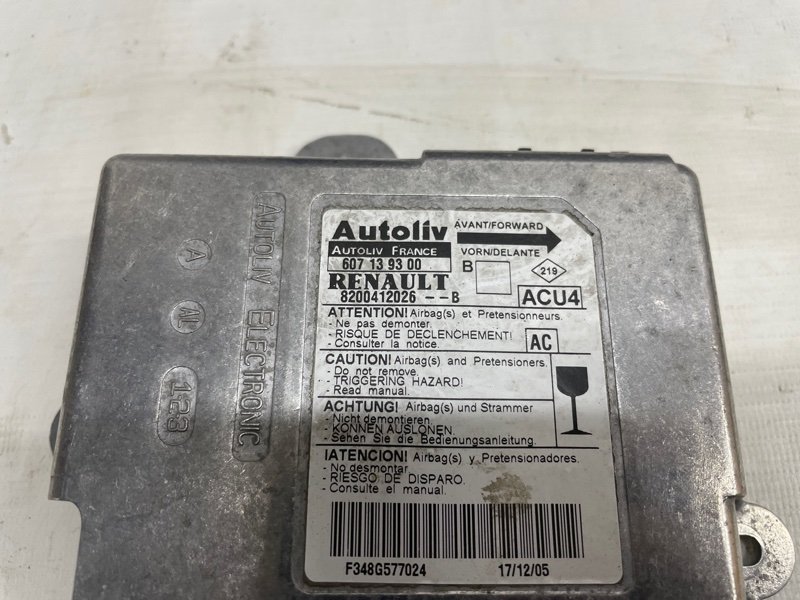 AUTOLIV ELECTRONIC
A
AE
123
Autoliv
AUTOLIV FRANCE
607 13 93 00
RENAULT
8200412026 --B
AVANT/FORWARD
VORN/DELANTE
B
219
ACU4
ATTENTION! Airbag(s) et Pretensionneurs.
- Ne pas demonter.
- RISQUE DE DECLENCHEMENT!
- Consulter la notice.
AC
CAUTION! Airbag(s) and Pretensioners.
- Do not remove.
- TRIGGERING HAZARD!
- Read manual.
ACHTUNG! Airbag(s) und Strammer
- Nicht demontieren
- KONNEN AUSLONEN
- Sehen Sie die Bedienungsanleitung.
IATENCION! Airbag(s) y Pretensionadores.
- No desmontar
- RIESGO DE DISPARO.
- Consulte el manual.
F348G577024 17/12/05